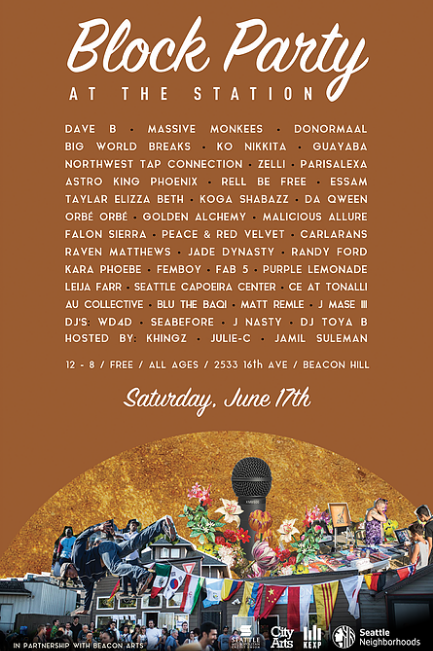 Block Party
AT THE STATION
DAVE B • MASSIVE MONKEES • DONORMAAL
BIG WORLD BREAKS • KO NIKKITA • GUAYABA
NORTHWEST TAP CONNECTION • ZELLI • PARISALEXA
ASTRO KING PHOENIX • RELL BE FREE • ESSAM
TAYLAR ELIZZA BETH • KOGA SHABAZZ • DA QWEEN
ORBÉ ORBÉ • GOLDEN ALCHEMY • MALICIOUS ALLURE
FALON SIERRA • PEACE & RED VELVET • CARLARANS
RAVEN MATTHEWS • JADE DYNASTY • RANDY FORD
KARA PHOEBE • FEMBOY • FAB 5 • PURPLE LEMONADE
LEIJA FARR • SEATTLE CAPOEIRA CENTER • CE AT TONALLI
AU COLLECTIVE • BLU THE BAQI • MATT REMLE • J MASE III
DJ'S: WD4D • SEABEFORE • J NASTY • DJ TOYA B
HOSTED BY: KHINGZ • JULIE-C • JAMIL SULEMAN
12 - 8 / FREE / ALL AGES / 2533 16th AVE / BEACON HILL
Saturday, June 17th
IN PARTNERSHIP WITH BEACON ARTS
SEATTLE
City Arts
KEXP
Seattle Neighborhoods